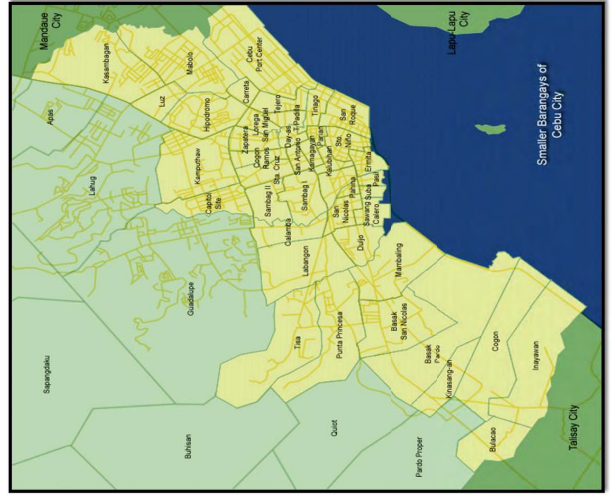 Mandaue
City
Lapu-Lapu
City
Kasambagan
Mabolo
Cebu
Port Center
Apas
Luz
Hipodromo
Carreta
Tejero
Lorega
San Miguel
T. Padilla
Tinago
San
Roque
Zapatera
Cogon
Ramos
Day-as
Parian
Sto.
Niño
Lahug
Kamputhaw
Capitol
Site
Sta. Cruz
San Antonio
Kamagayan
Kalubihan
Ermita
Sambag II
Sambag I
Pahina
Suba
Pasil
San
Nicolas
Sawang
Calero
Calamba
Duljo
Labangon
Mambaling
Guadalupe
Tisa
Punta Princesa
Basak
San Nicolas
Basak
Pardo
Kinasang-an
Cogon
Inayawan
Bulacao
Sapangdaku
Buhisan
Quiot
Pardo Proper
Talisay City
Smaller Barangays of
Cebu City